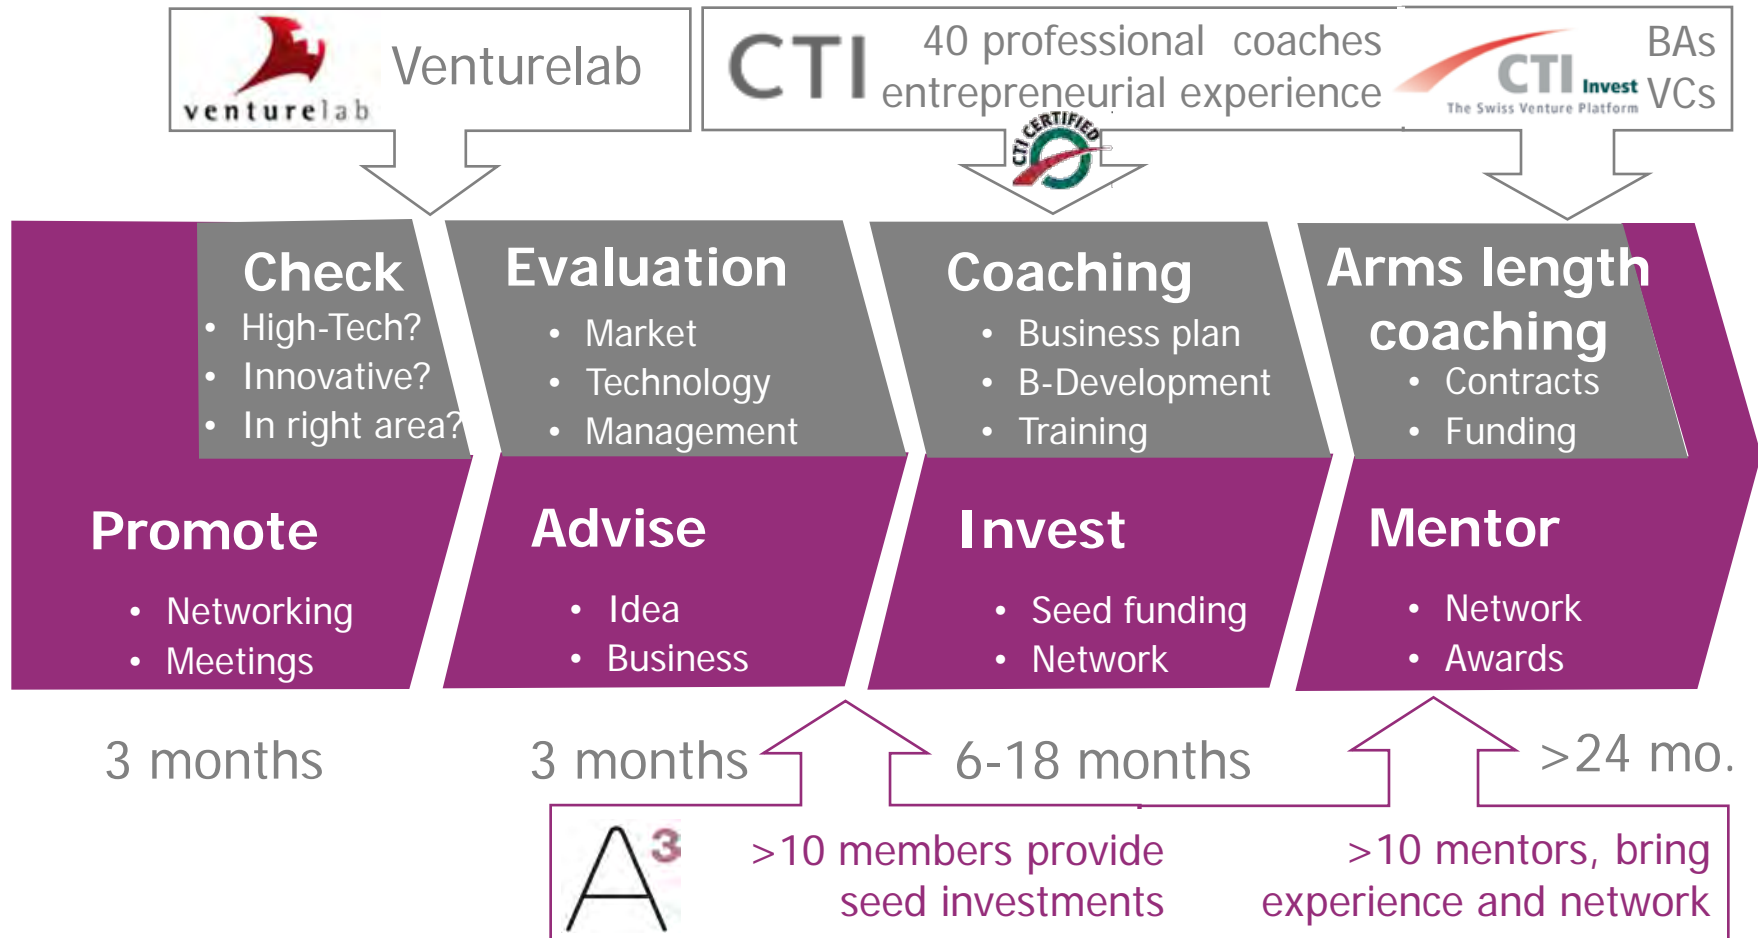 venturelab
Venturelab
CTI
40 professional coaches
entrepreneurial experience
CTI CERTIFIED
CTI Invest
The Swiss Venture Platform
BAs
VCs
Check
• High-Tech?
• Innovative?
• In right area?
Evaluation
• Market
• Technology
• Management
Coaching
• Business plan
• B-Development
• Training
Arms length
coaching
• Contracts
• Funding
Promote
• Networking
• Meetings
Advise
• Idea
• Business
Invest
• Seed funding
• Network
Mentor
• Network
• Awards
3 months
3 months
6-18 months
>24 mo.
A3
>10 members provide
seed investments
>10 mentors, bring
experience and network